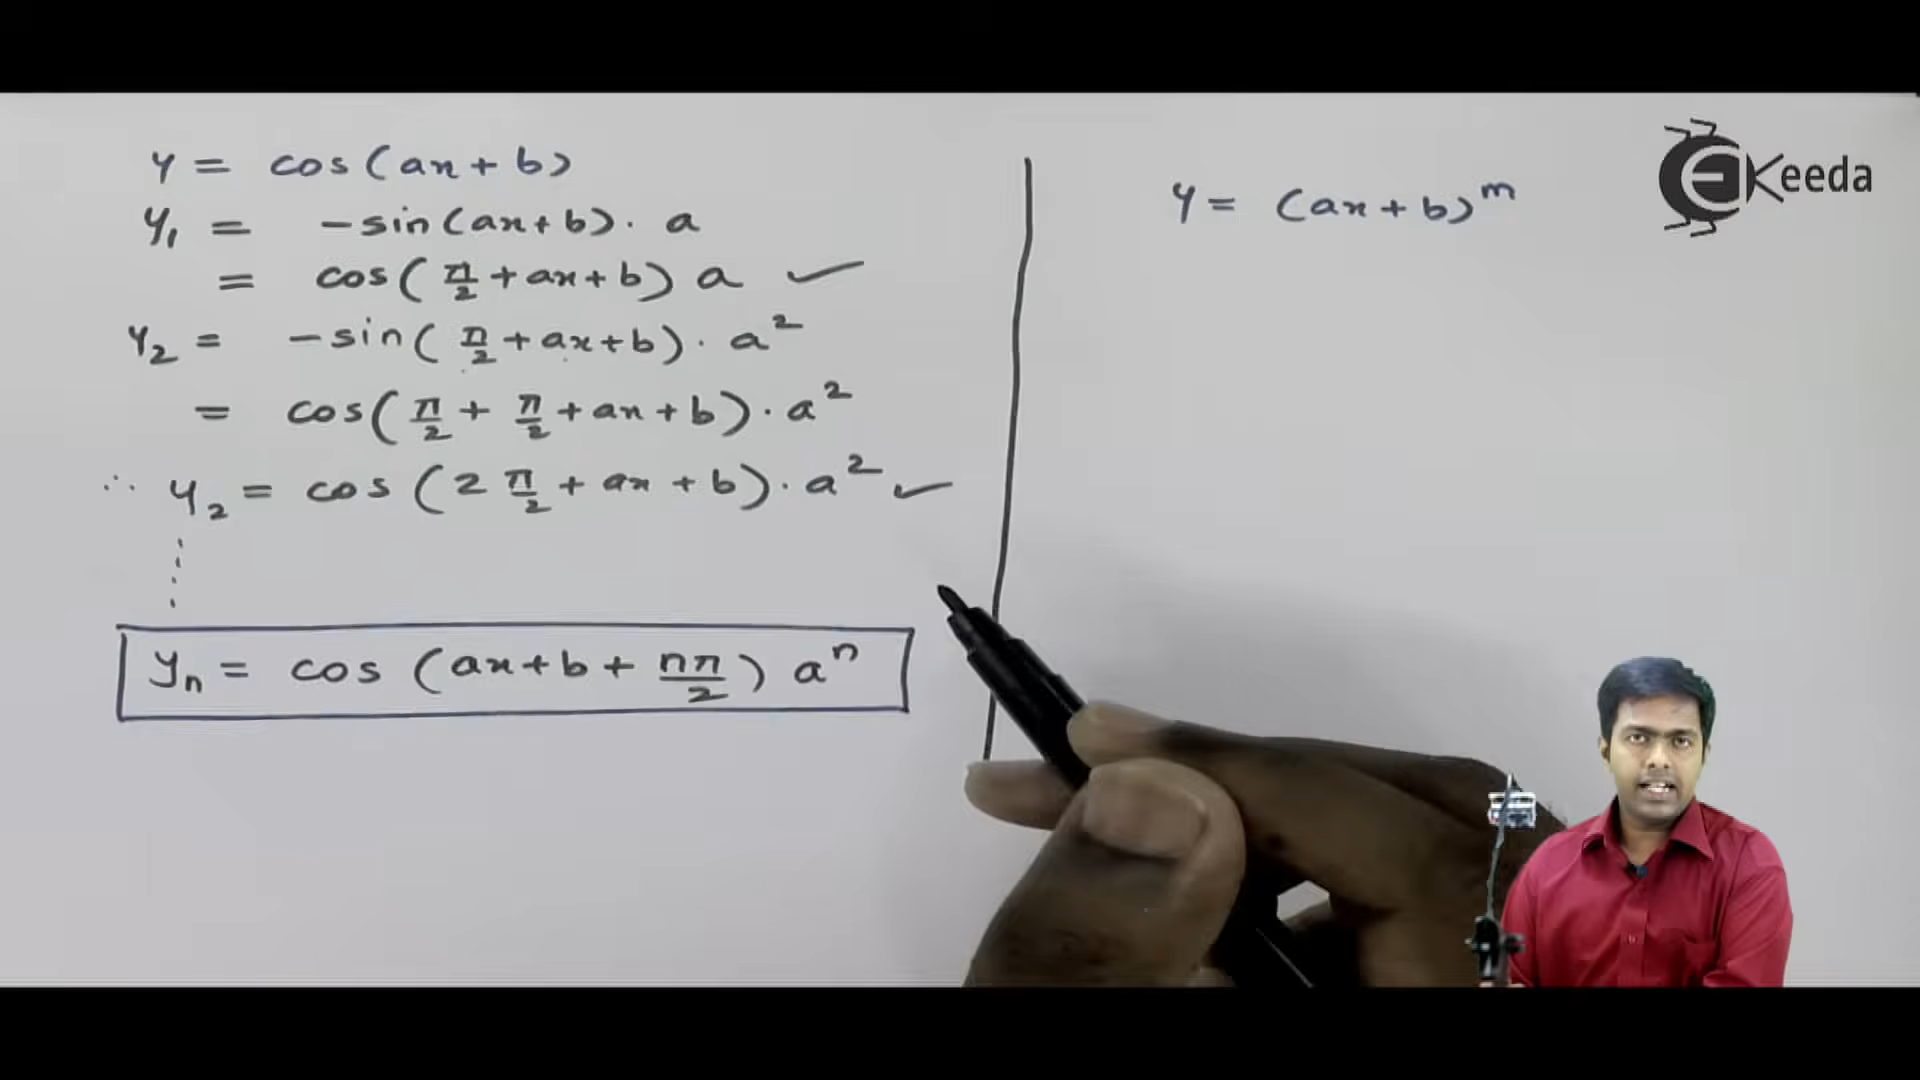 y = cos(ax + b)
y₁ = -sin(ax+b). a
= cos(π/2 + ax + b) a ✓
y₂ = -sin(π/2 + ax+b). a²
= cos(π/2 + π/2 + ax + b). a²
∴ y₂ = cos (2 π/2 + ax + b). a² ✓
yₙ = cos (ax+b + nπ/2) aⁿ
y = (ax + b)ᵐ
EKeeda